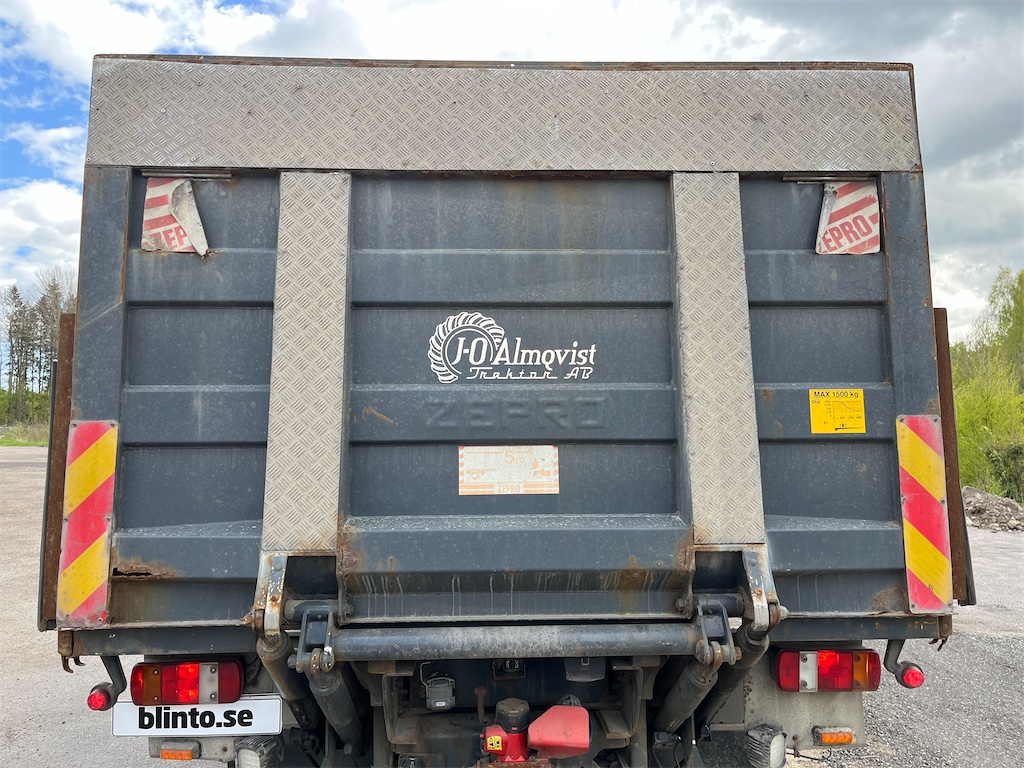 ZEPRO
J-O Almqvist
Traktor AB
ZEPRO
MAX 1500 kg
ZEPRO
blinto.se